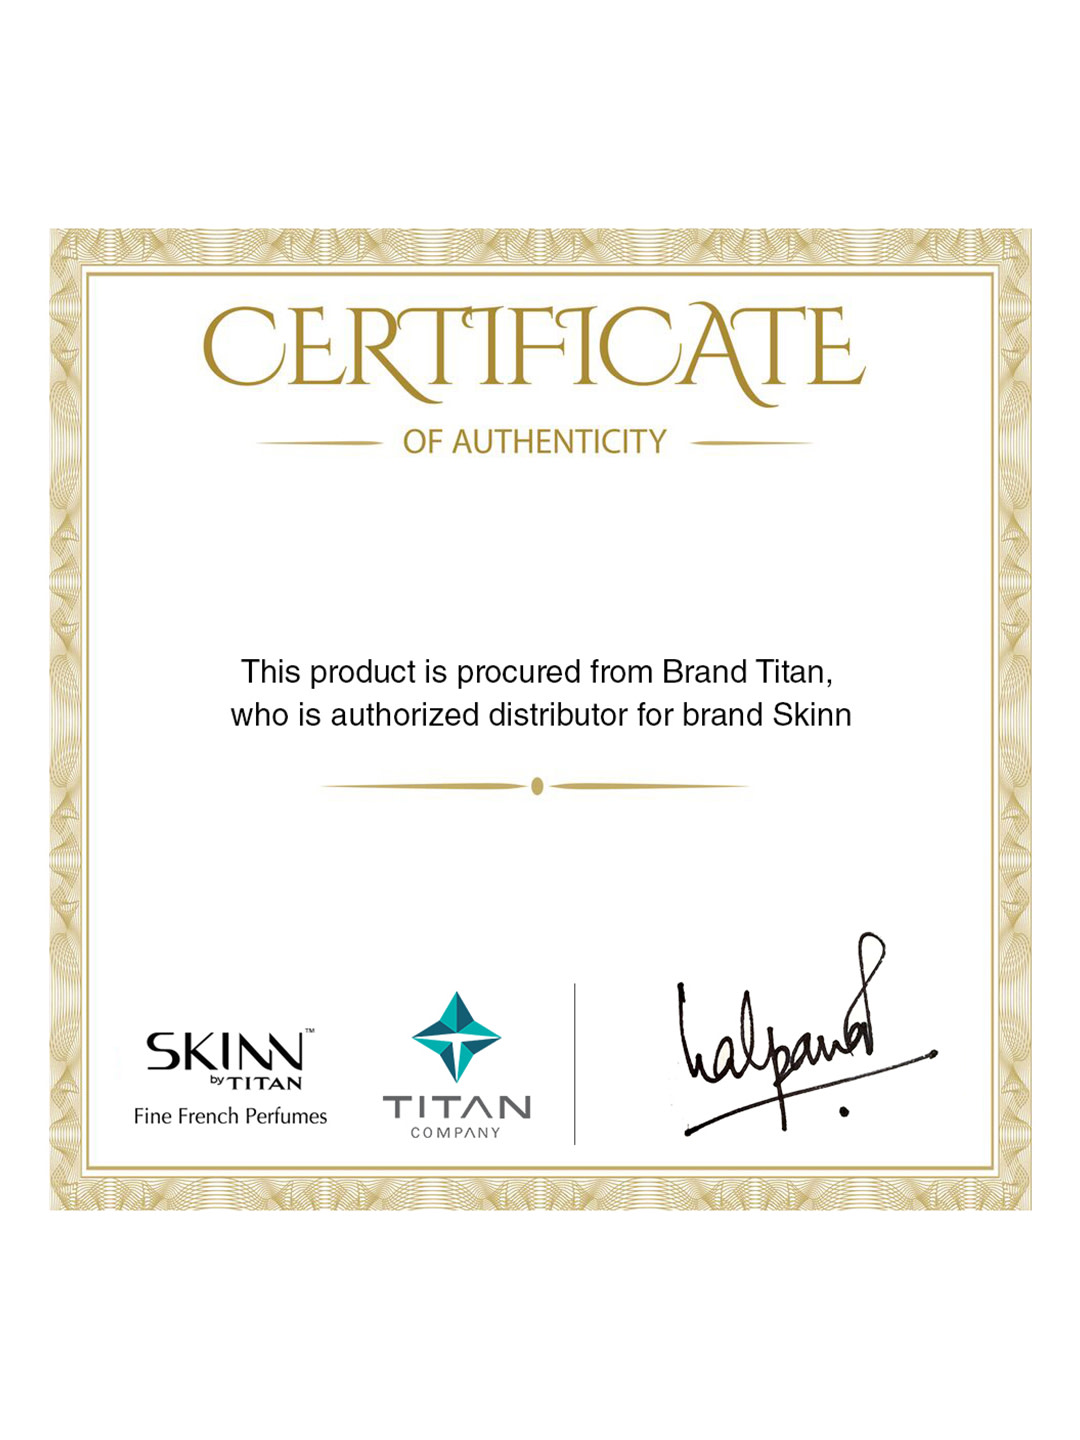 CERTIFICATE
OF AUTHENTICITY
This product is procured from Brand Titan,
who is authorized distributor for brand Skinn
SKINN™
by TITAN
Fine French Perfumes
TITAN
COMPANY